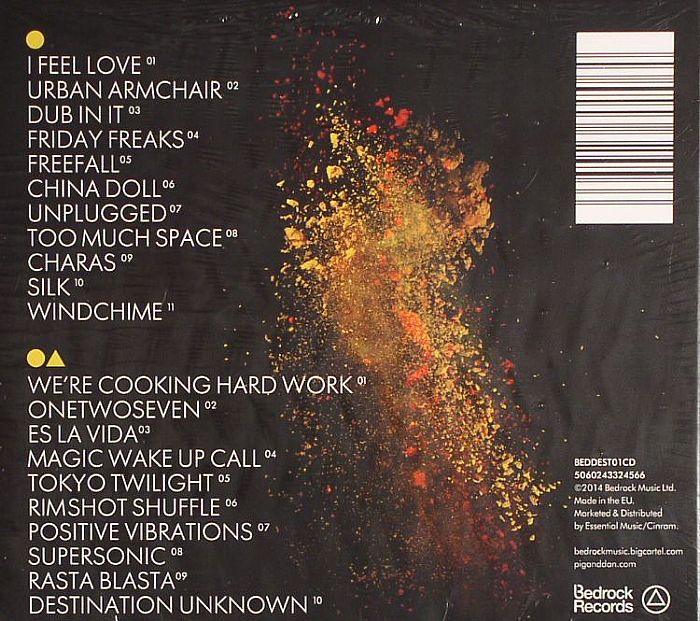 I FEEL LOVE 01
URBAN ARMCHAIR 02
DUB IN IT 03
FRIDAY FREAKS 04
FREEFALL 05
CHINA DOLL 06
UNPLUGGED 07
TOO MUCH SPACE 08
CHARAS 09
SILK 10
WINDCHIME 11
WE'RE COOKING HARD WORK 01
ONETWOSEVEN 02
ES LA VIDA 03
MAGIC WAKE UP CALL 04
TOKYO TWILIGHT 05
RIMSHOT SHUFFLE 06
POSITIVE VIBRATIONS 07
SUPERSONIC 08
RASTA BLASTA 09
DESTINATION UNKNOWN 10
BEDDEST01CD
5060243324566
©2014 Bedrock Music Ltd.
Made in the EU.
Marketed & Distributed
by Essential Music/Cinram.
bedrockmusic.bigcartel.com
piganddan.com
Bedrock
Records